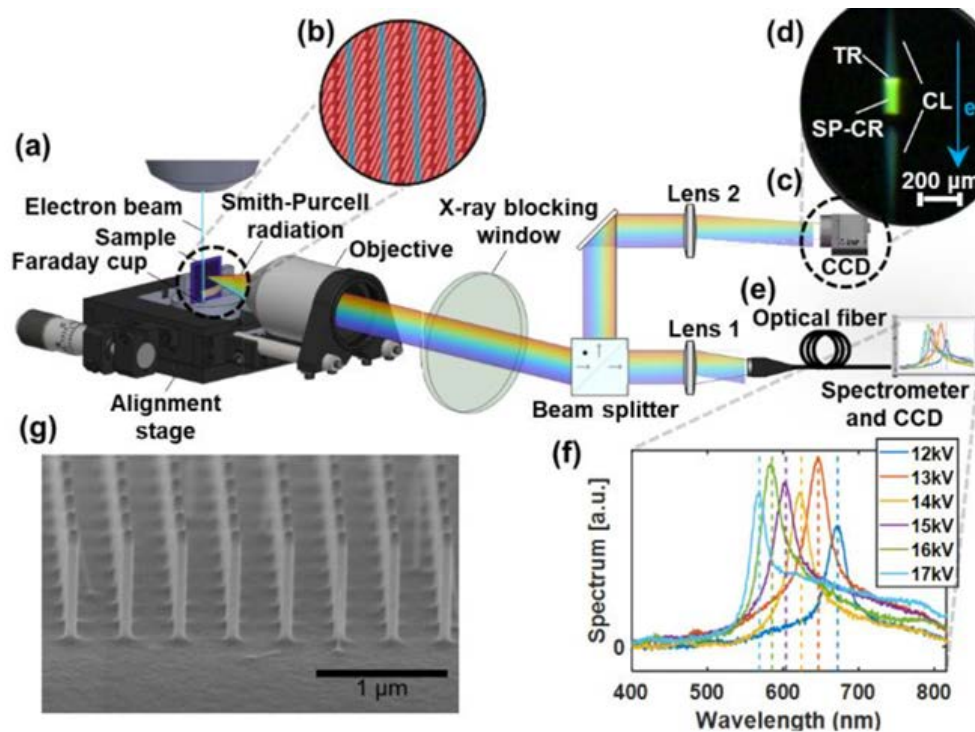 (b)
(d)
TR
CL
SP-CR
e
200 µm
(a)
Electron beam
Sample
Faraday cup
Smith-Purcell
radiation
Objective
X-ray blocking
window
Lens 2
(c)
CCD
(e)
Optical fiber
Lens 1
Beam splitter
Spectrometer
and CCD
Alignment
stage
(g)
1 µm
(f)
Spectrum [a.u.]
0
12kV
13kV
14kV
15kV
16kV
17kV
400 500 600 700 800
Wavelength (nm)